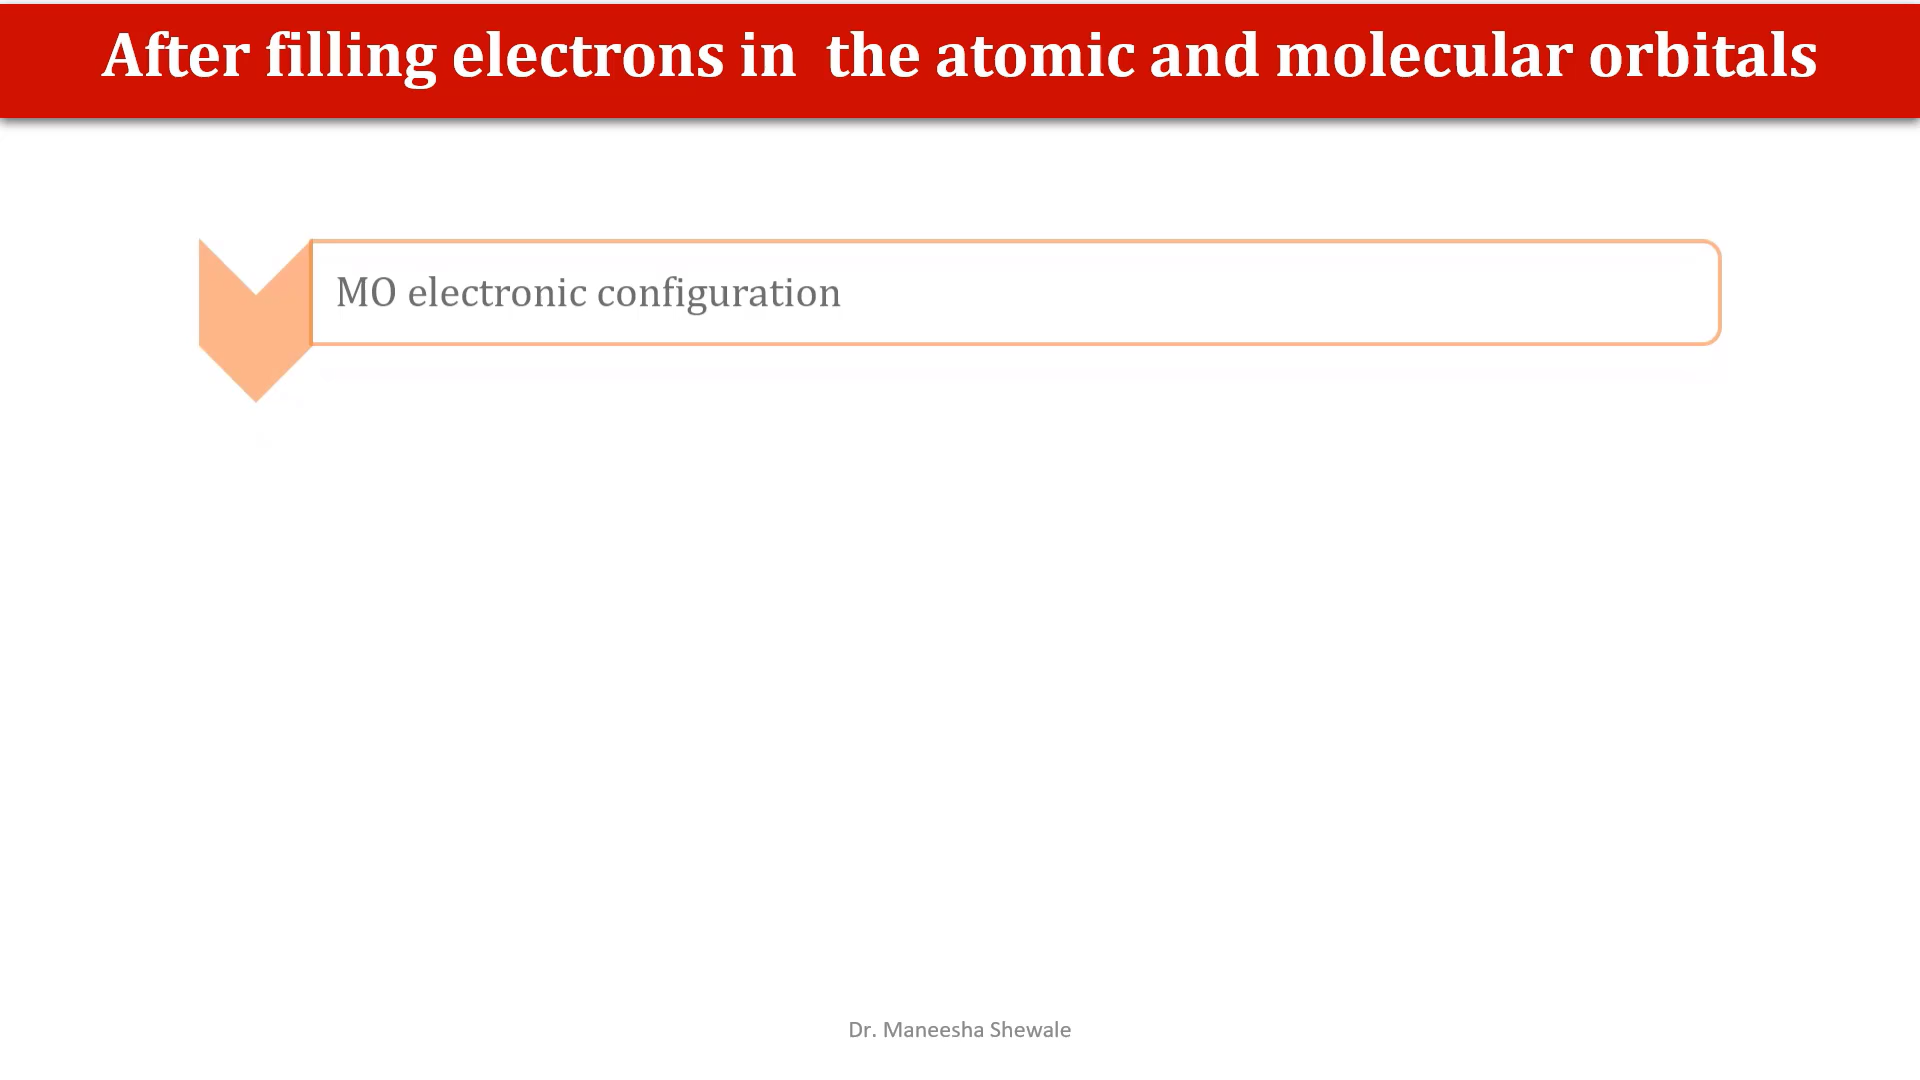 After filling electrons in  the atomic and molecular orbitals
MO electronic configuration
Dr. Maneesha Shewale